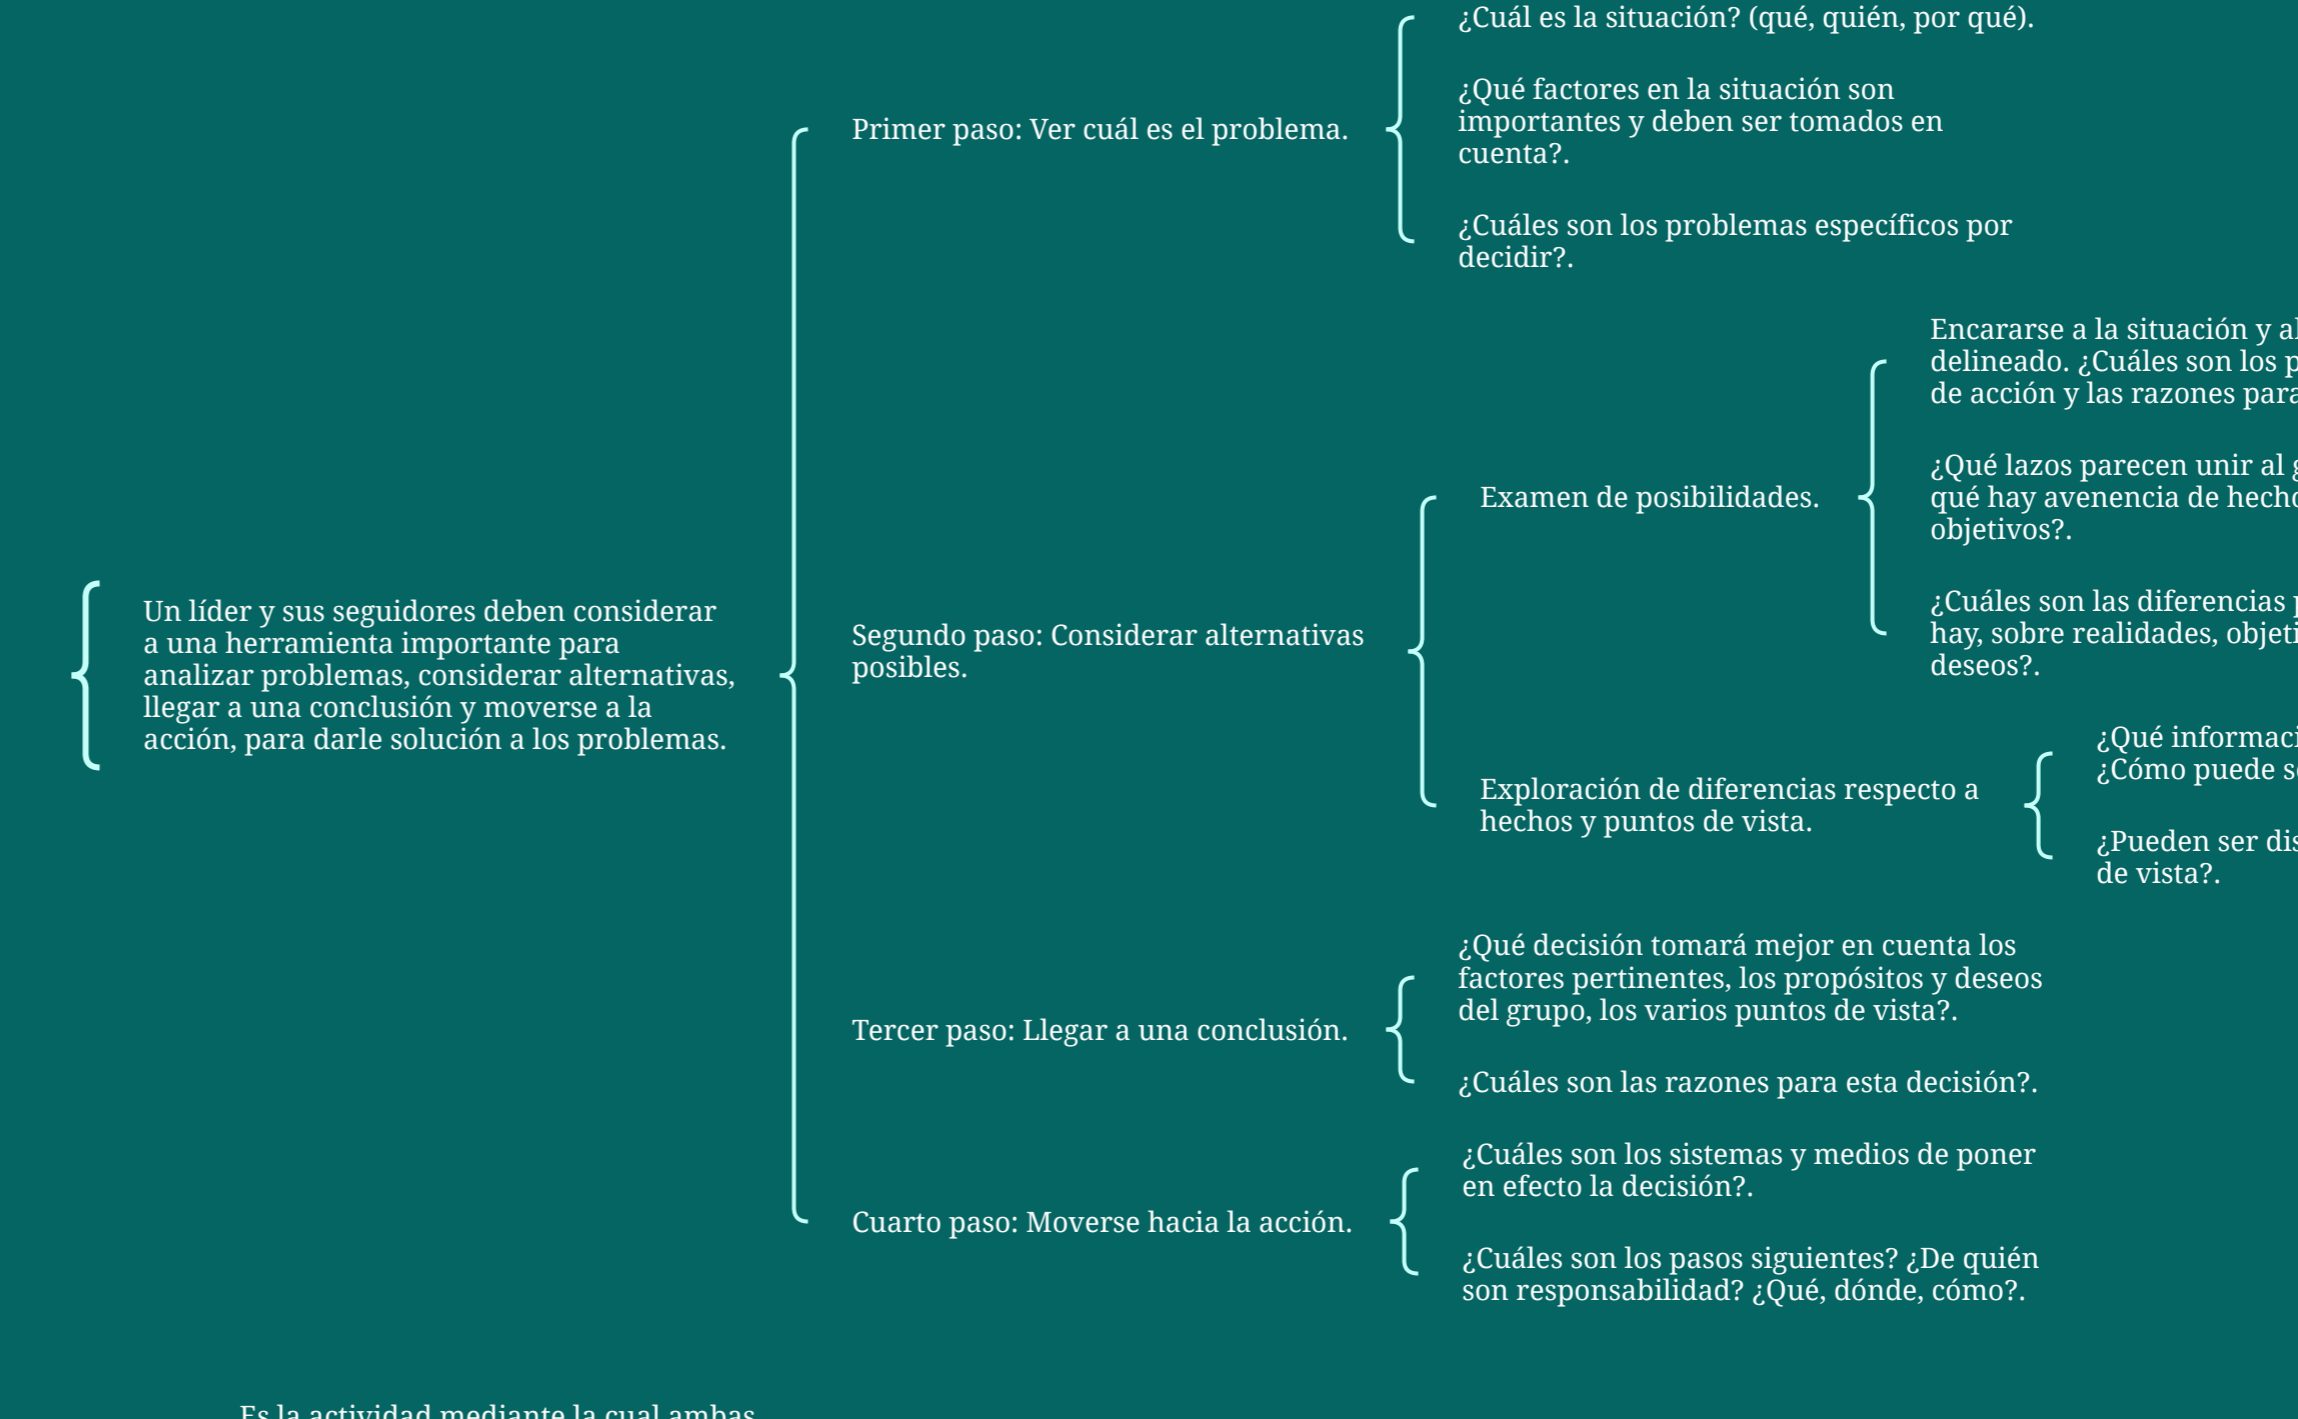 ¿Cuál es la situación? (qué, quién, por qué).
¿Qué factores en la situación son
importantes y deben ser tomados en
cuenta?.
Primer paso: Ver cuál es el problema.
¿Cuáles son los problemas específicos por
decidir?.
Encararse a la situación y al
delineado. ¿Cuáles son los
de acción y las razones para
¿Qué lazos parecen unir al
qué hay avenencia de hecho
objetivos?.
Examen de posibilidades.
¿Cuáles son las diferencias
hay, sobre realidades,
deseos?.
Un líder y sus seguidores deben considerar
a una herramienta importante para
analizar problemas, considerar alternativas,
llegar a una conclusión y moverse a la
acción, para darle solución a los problemas.
Segundo paso: Considerar alternativas
posibles.
¿Qué
¿Cómo puede
Exploración de diferencias respecto a
hechos y puntos de vista.
¿Pueden ser
de vista?.
¿Qué decisión tomará mejor en cuenta los
factores pertinentes, los propósitos y deseos
del grupo, los varios puntos de vista?.
Tercer paso: Llegar a una conclusión.
¿Cuáles son las razones para esta decisión?.
¿Cuáles son los sistemas y medios de poner
en efecto la decisión?.
Cuarto paso: Moverse hacia la acción.
¿Cuáles son los pasos siguientes? ¿De quién
son responsabilidad? ¿Qué, dónde, cómo?.
Es la actividad mediante la cual ambas